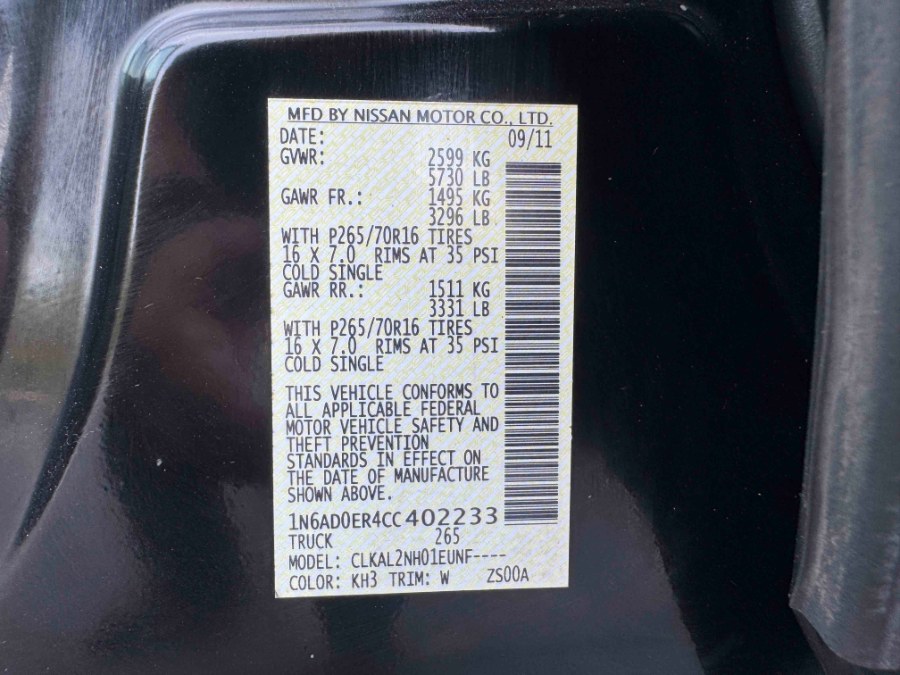 MFD BY NISSAN MOTOR CO., LTD.
DATE: 09/11
GVWR: 2599 KG
5730 LB
GAWR FR.: 1495 KG
3296 LB
WITH P265/70R16 TIRES
16 X 7.0 RIMS AT 35 PSI
COLD SINGLE
GAWR RR.: 1511 KG
3331 LB
WITH P265/70R16 TIRES
16 X 7.0 RIMS AT 35 PSI
COLD SINGLE
THIS VEHICLE CONFORMS TO
ALL APPLICABLE FEDERAL
MOTOR VEHICLE SAFETY AND
THEFT PREVENTION
STANDARDS IN EFFECT ON
THE DATE OF MANUFACTURE
SHOWN ABOVE.
1N6AD0ER4CC402233
TRUCK 265
MODEL: CLKAL2NH01EUNF----
COLOR: KH3 TRIM: W ZS00A